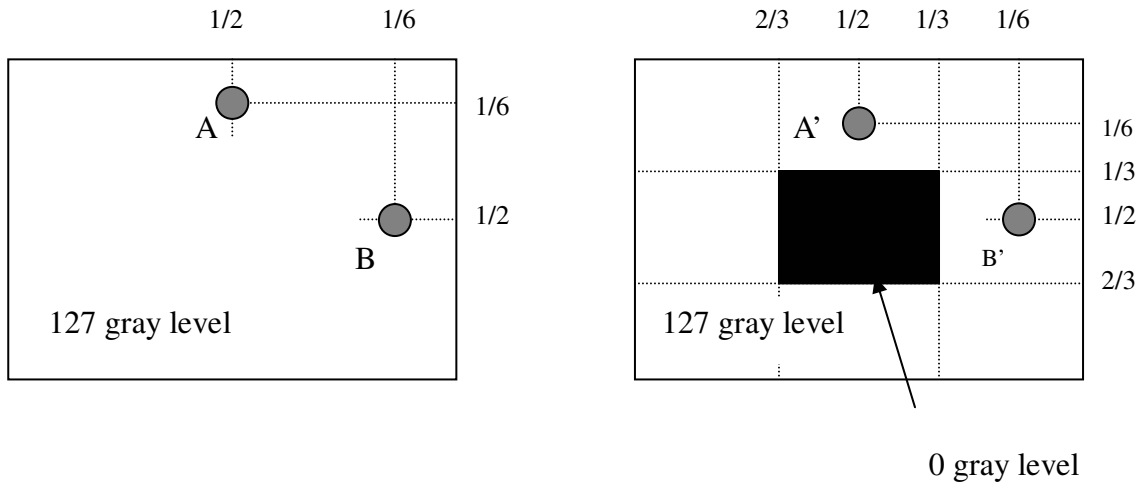 1/2 1/6
1/6
A
1/2
B
127 gray level
2/3 1/2 1/3 1/6
A’
1/6
1/3
1/2
B’
2/3
127 gray level
0 gray level